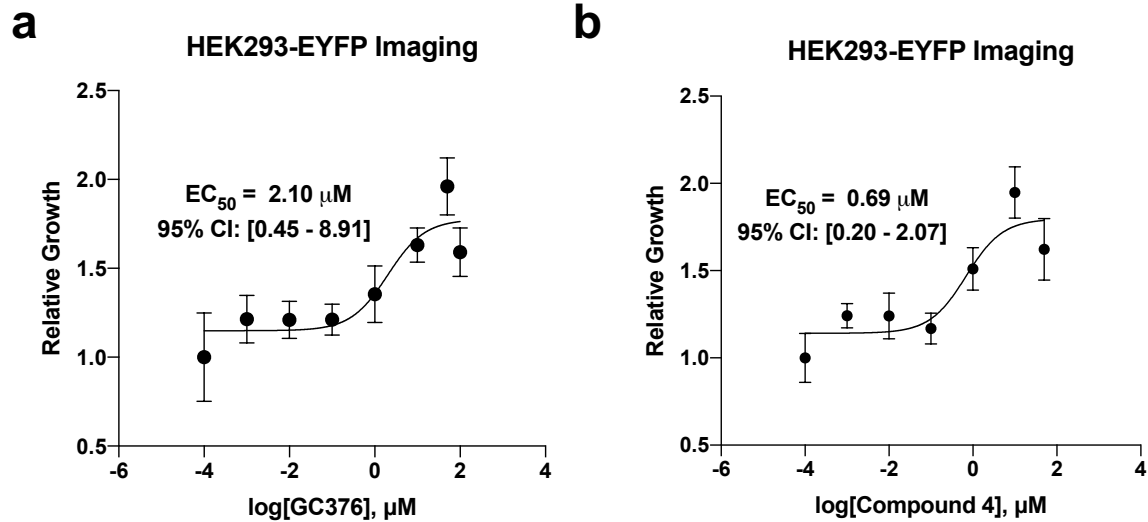 a
HEK293-EYFP Imaging
2.5
2.0
1.5
1.0
0.5
Relative Growth
EC50 = 2.10 μM
95% CI: [0.45 - 8.91]
-6
-4
-2
0
2
4
log[GC376], µM
b
HEK293-EYFP Imaging
2.5
2.0
1.5
1.0
0.5
Relative Growth
EC50 = 0.69 μM
95% CI: [0.20 - 2.07]
-6
-4
-2
0
2
4
log[Compound 4], µM